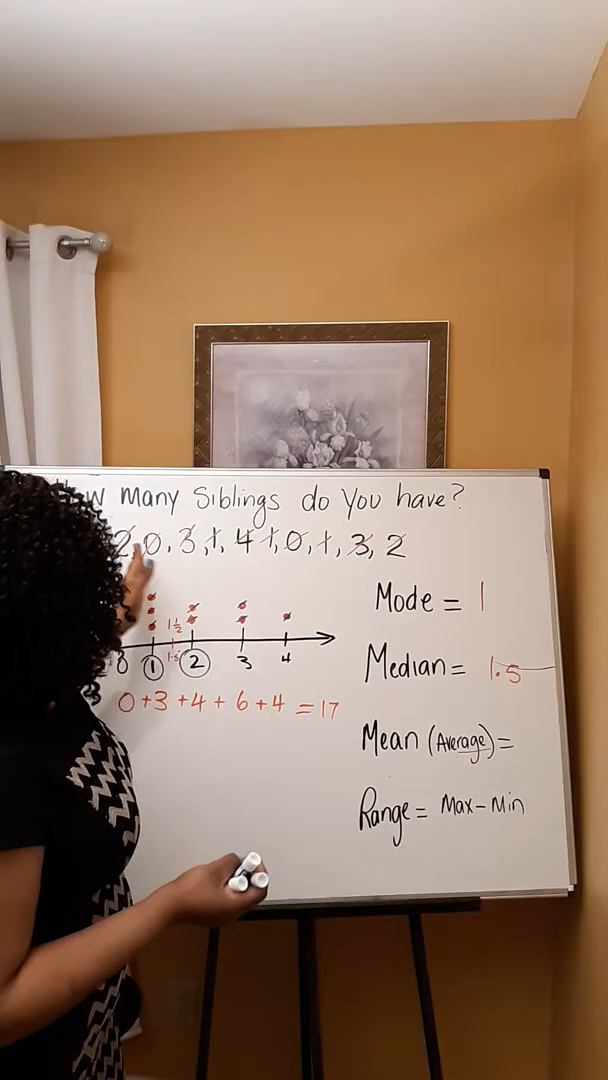 many Siblings do You have?
2, 0, 3, 1, 4, 1, 0, 1, 3, 2
1½
1.5
0 1 2 3 4
0 + 3 + 4 + 6 + 4 = 17
Mode = 1
Median = 1.5
Mean (Average) =
Range = Max - Min